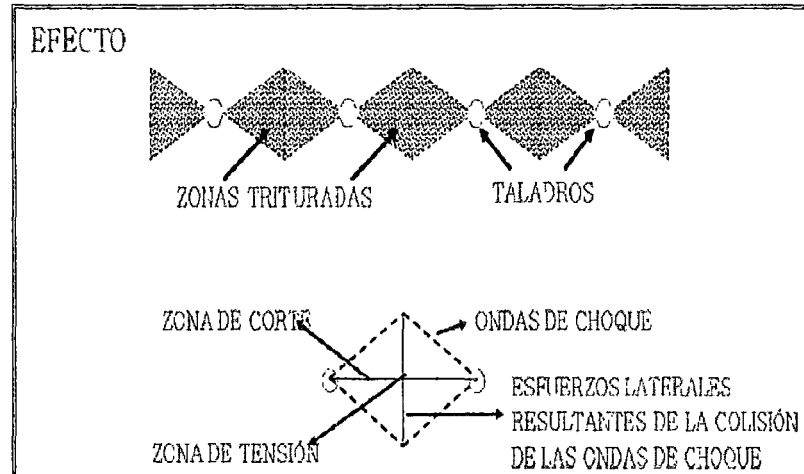 EFECTO
ZONAS TRITURADAS
TALADROS
ZONA DE CORTE
ONDAS DE CHOQUE
ESFUERZOS LATERALES
RESULTANTES DE LA COLISIÓN
DE LAS ONDAS DE CHOQUE
ZONA DE TENSIÓN